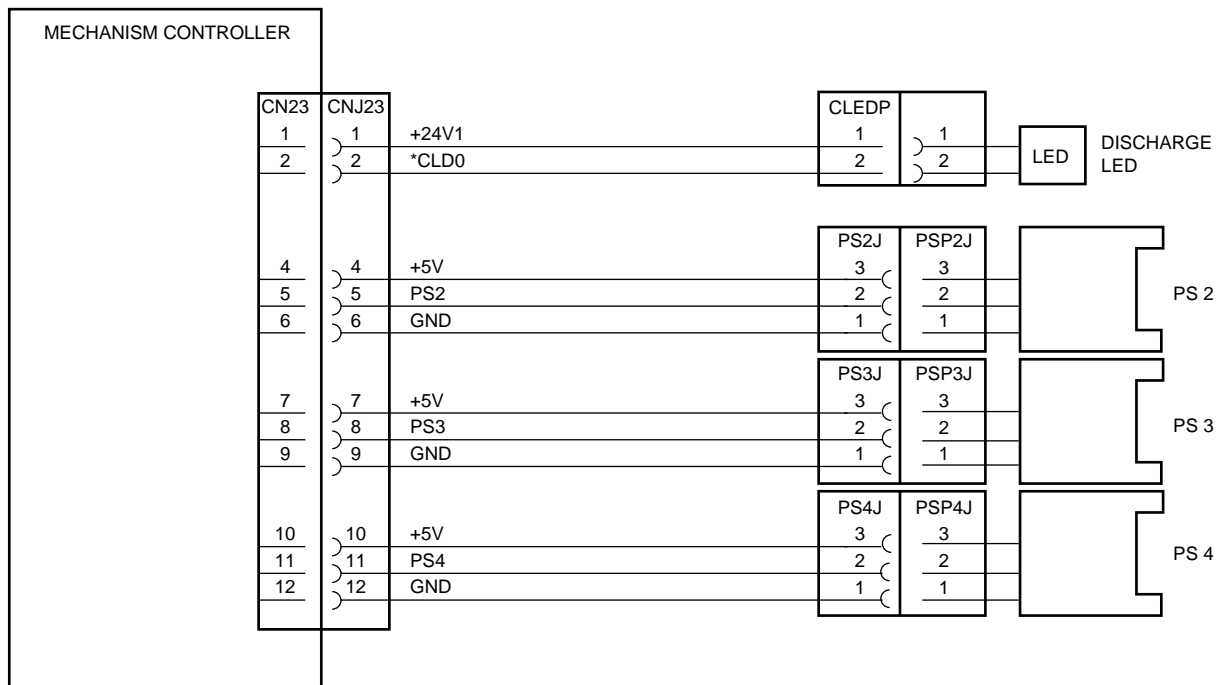 MECHANISM CONTROLLER
CN23 CNJ23 CLEDP
1 1 +24V1 1 1
2 2 *CLD0 2 2 LED DISCHARGE
LED
PS2J PSP2J
4 4 +5V 3 3
5 5 PS2 2 2 PS 2
6 6 GND 1 1
PS3J PSP3J
7 7 +5V 3 3
8 8 PS3 2 2 PS 3
9 9 GND 1 1
PS4J PSP4J
10 10 +5V 3 3
11 11 PS4 2 2 PS 4
12 12 GND 1 1